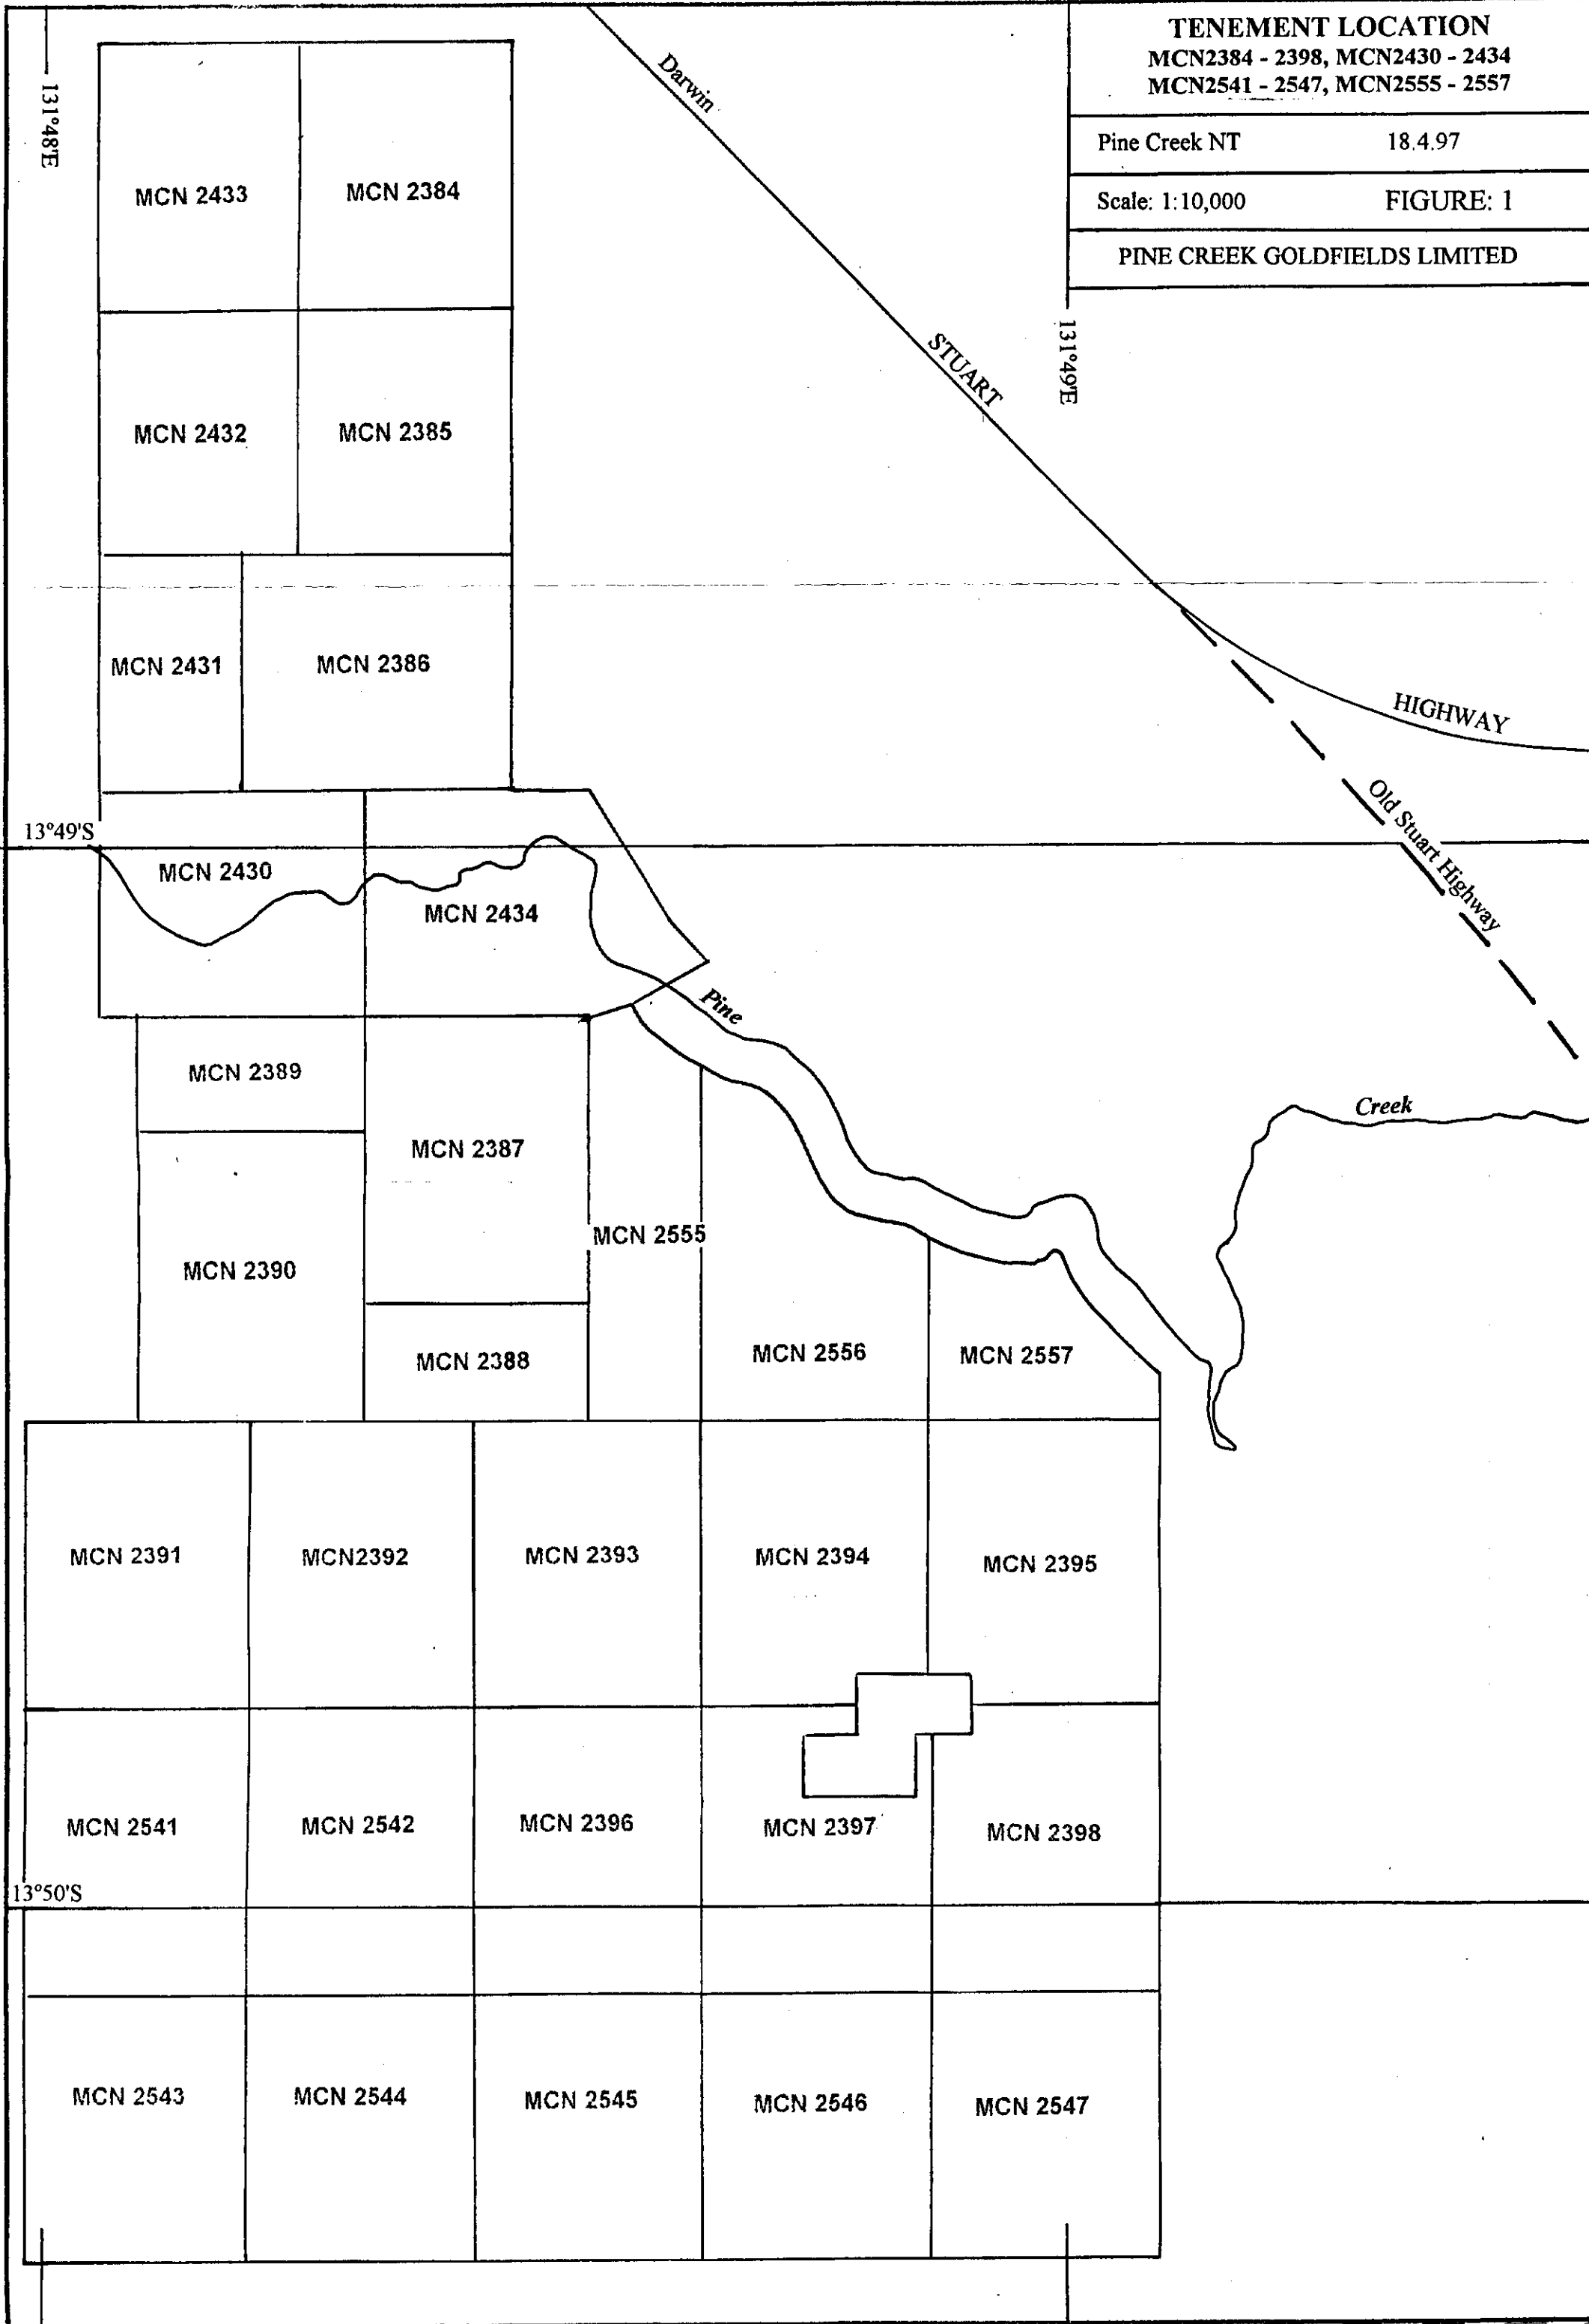 TENEMENT LOCATION
MCN2384 - 2398, MCN2430 - 2434
MCN2541 - 2547, MCN2555 - 2557
Pine Creek NT 18.4.97
Scale: 1:10,000 FIGURE: 1
PINE CREEK GOLDFIELDS LIMITED
131°48'E
Darwin
MCN 2433
MCN 2384
STUART
131°49'E
MCN 2432
MCN 2385
MCN 2431
MCN 2386
HIGHWAY
Old Stuart Highway
13°49'S
MCN 2430
MCN 2434
Pine
MCN 2389
Creek
MCN 2387
MCN 2555
MCN 2390
MCN 2388
MCN 2556
MCN 2557
MCN 2391
MCN2392
MCN 2393
MCN 2394
MCN 2395
MCN 2541
MCN 2542
MCN 2396
MCN 2397
MCN 2398
13°50'S
MCN 2543
MCN 2544
MCN 2545
MCN 2546
MCN 2547